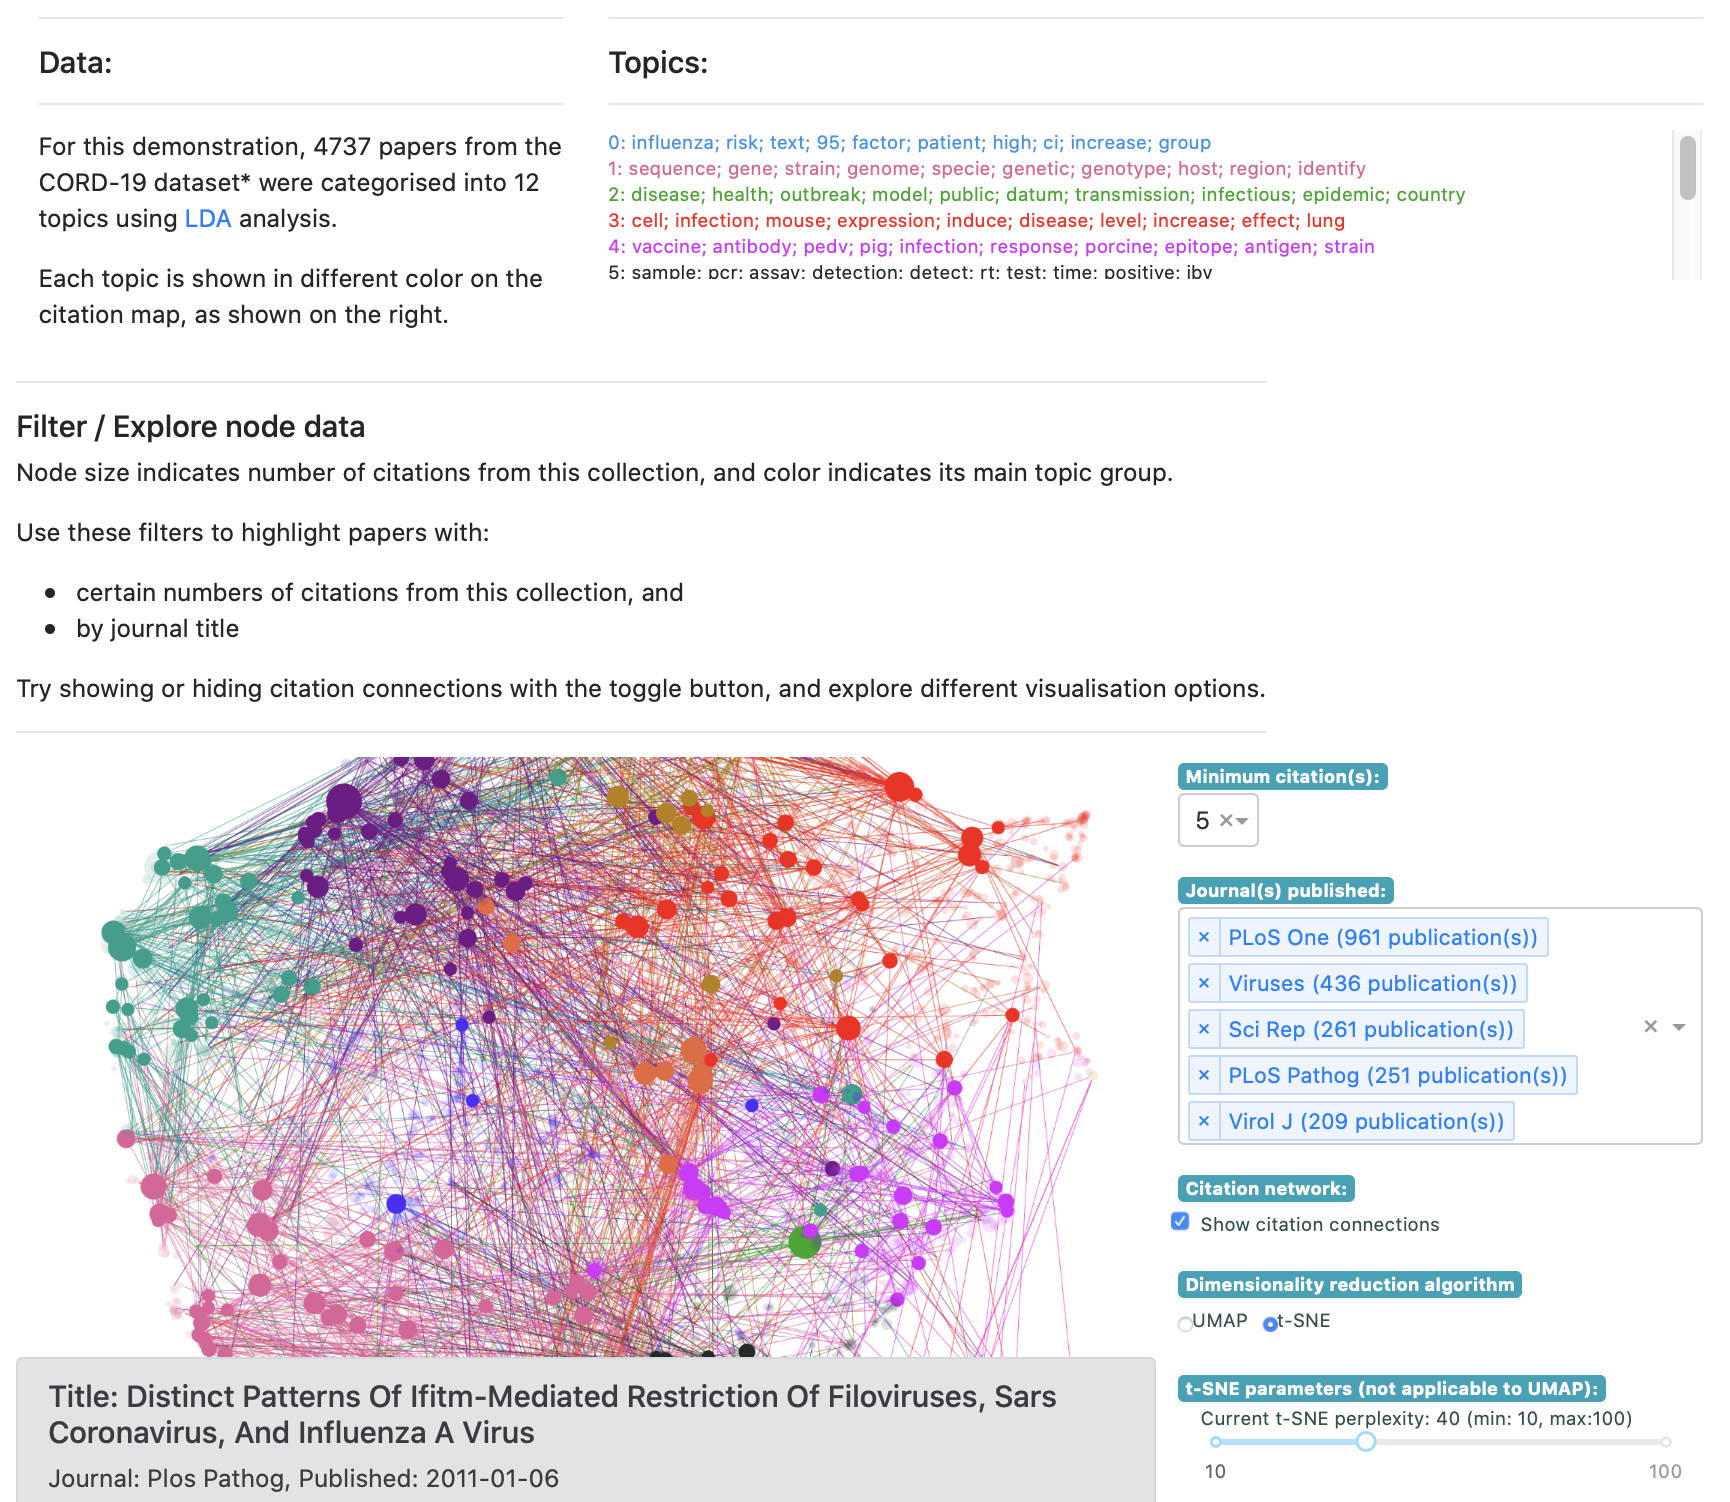 Data:
For this demonstration, 4737 papers from the
CORD-19 dataset* were categorised into 12
topics using LDA analysis.
Each topic is shown in different color on the
citation map, as shown on the right.
Topics:
0: influenza; risk; text; 95; factor; patient; high; ci; increase; group
1: sequence; gene; strain; genome; specie; genetic; genotype; host; region; identify
2: disease; health; outbreak; model; public; datum; transmission; infectious; epidemic; country
3: cell; infection; mouse; expression; induce; disease; level; increase; effect; lung
4: vaccine; antibody; pedv; pig; infection; response; porcine; epitope; antigen; strain
5: sample; pcr; assay; detection; detect; rt; test; time; positive; ibv
Filter / Explore node data
Node size indicates number of citations from this collection, and color indicates its main topic group.
Use these filters to highlight papers with:
• certain numbers of citations from this collection, and
• by journal title
Try showing or hiding citation connections with the toggle button, and explore different visualisation options.
Minimum citation(s):
5 ×
Journal(s) published:
× PLoS One (961 publication(s))
× Viruses (436 publication(s))
× Sci Rep (261 publication(s))
× PLoS Pathog (251 publication(s))
× Virol J (209 publication(s))
×
Citation network:
Show citation connections
Dimensionality reduction algorithm
UMAP t-SNE
t-SNE parameters (not applicable to UMAP):
Current t-SNE perplexity: 40 (min: 10, max:100)
10 100
Title: Distinct Patterns Of Ifitm-Mediated Restriction Of Filoviruses, Sars
Coronavirus, And Influenza A Virus
Journal: Plos Pathog, Published: 2011-01-06